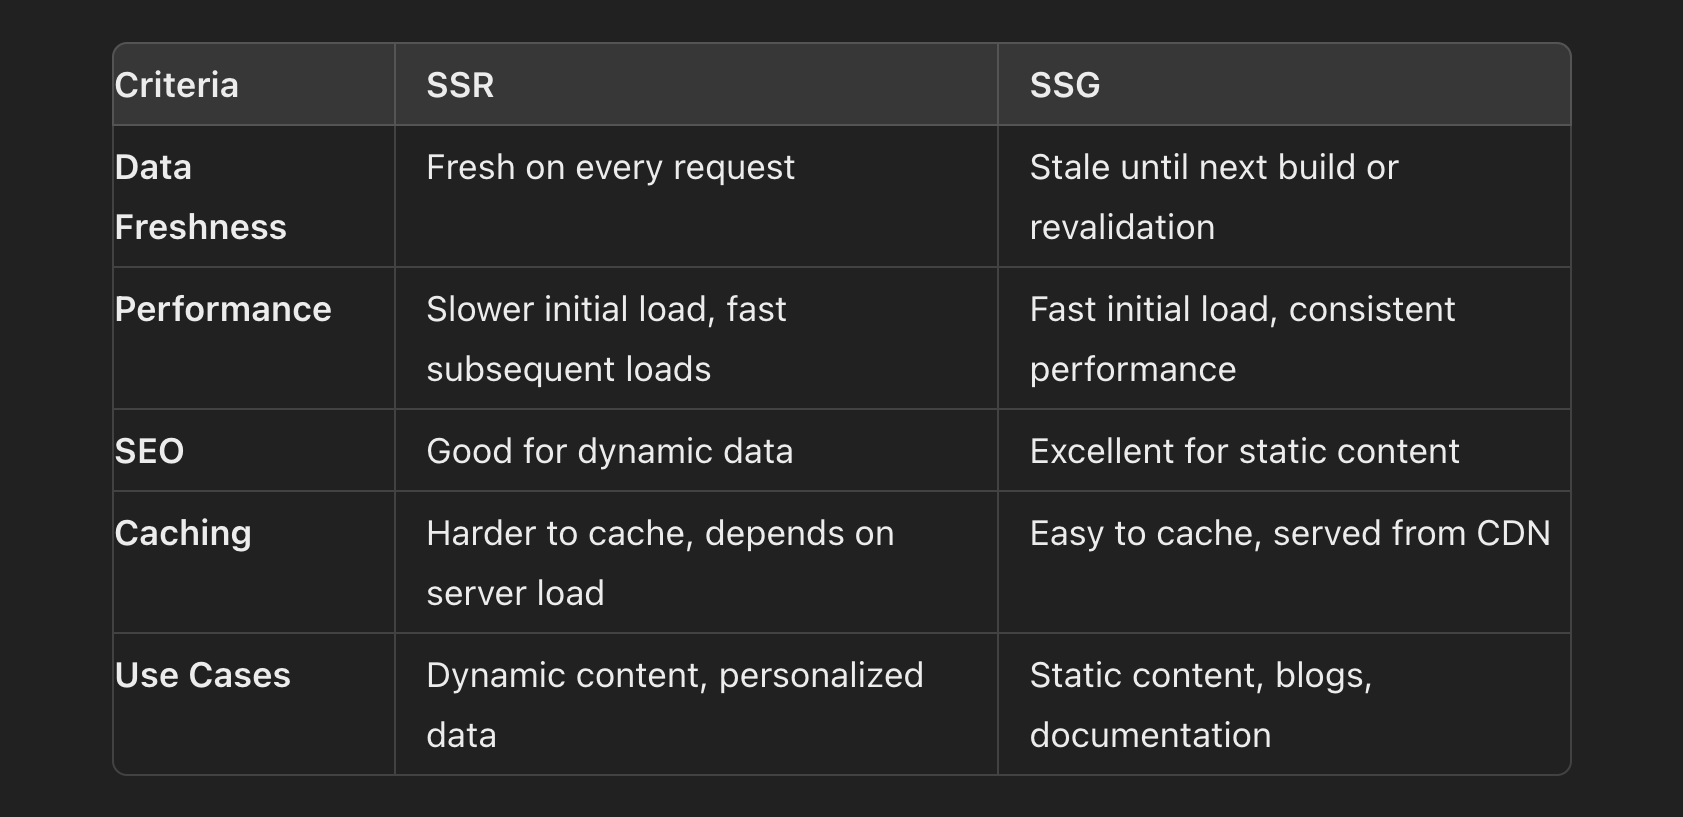 Criteria SSR SSG
Data Freshness Fresh on every request Stale until next build or revalidation
Performance Slower initial load, fast subsequent loads Fast initial load, consistent performance
SEO Good for dynamic data Excellent for static content
Caching Harder to cache, depends on server load Easy to cache, served from CDN
Use Cases Dynamic content, personalized data Static content, blogs, documentation